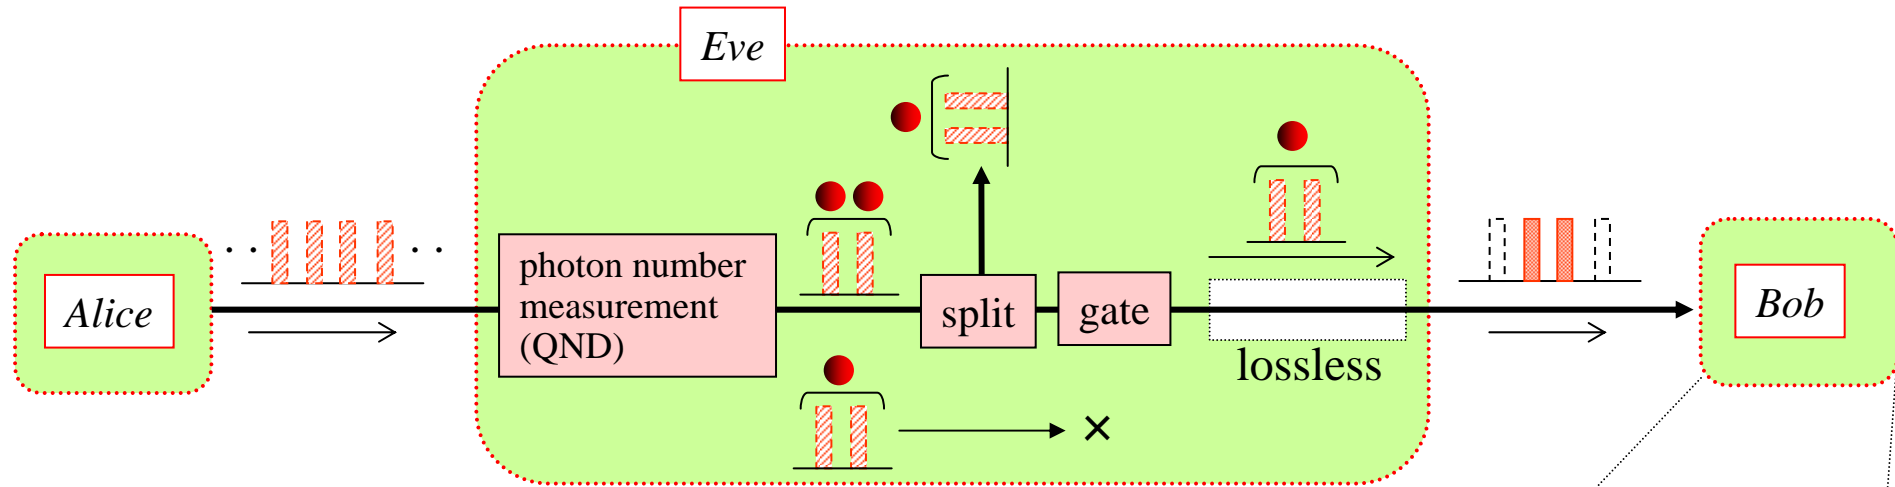 Eve
Alice
photon number
measurement
(QND)
split
gate
lossless
Bob